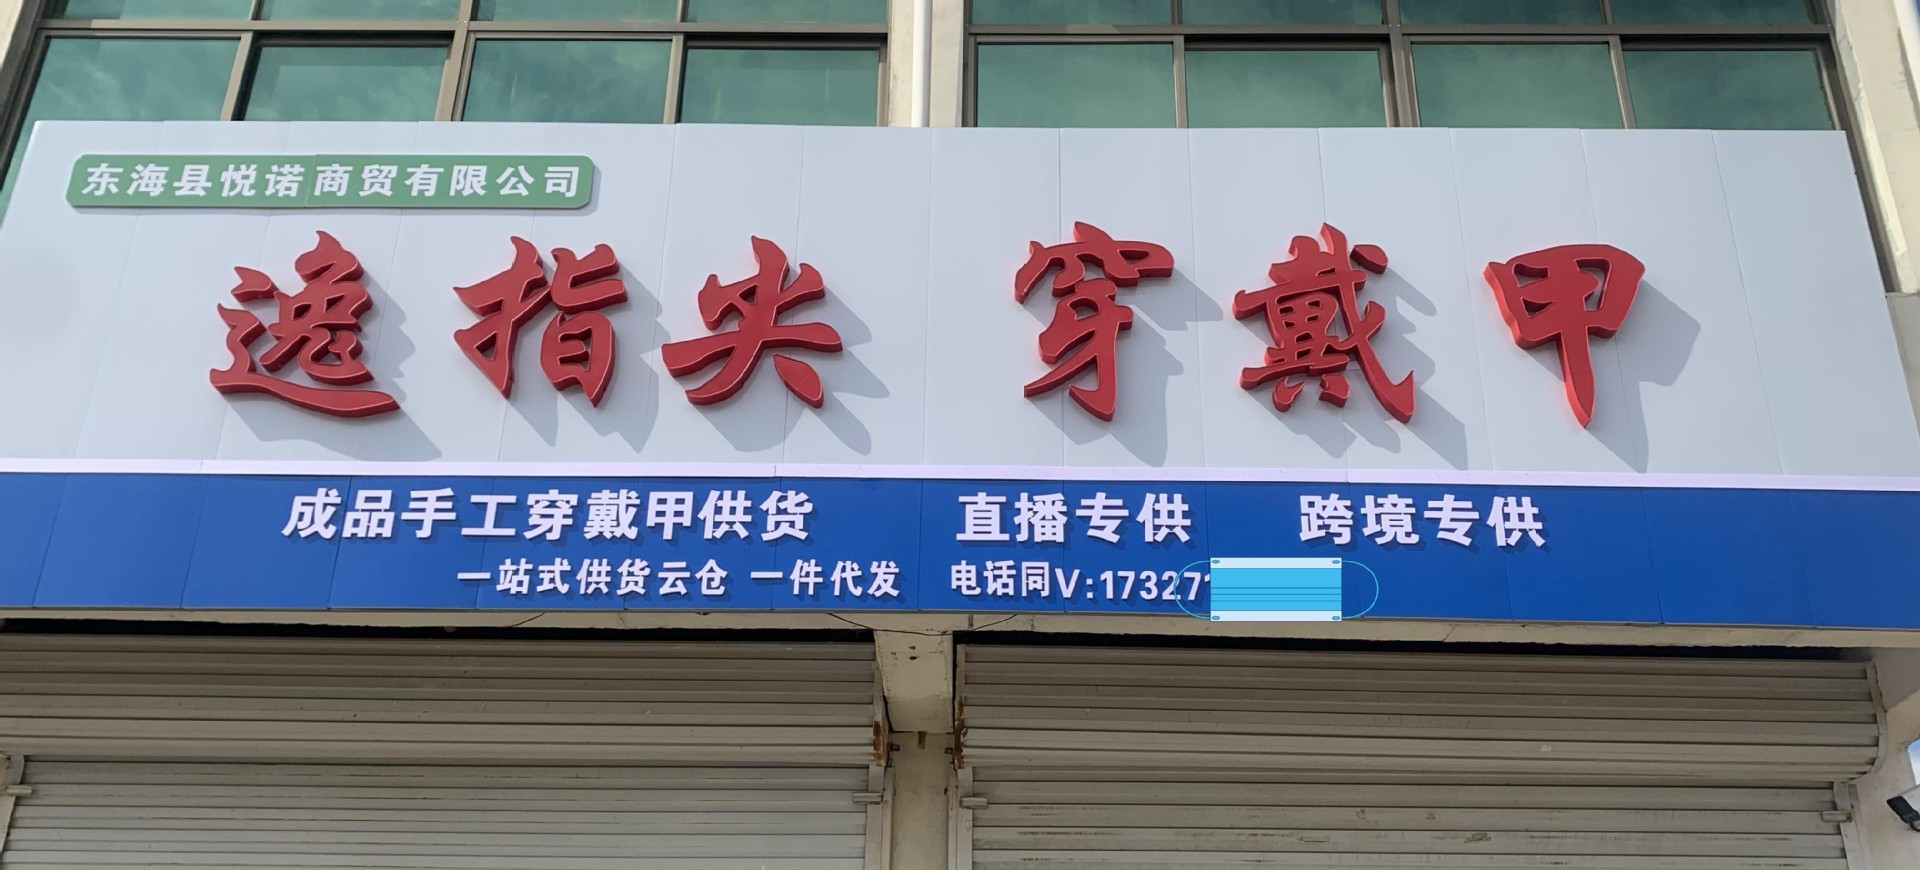 东海县悦诺商贸有限公司
逸指尖 穿戴甲
成品手工穿戴甲供货 直播专供 跨境专供
一站式供货云仓 一件代发 电话同V:17327